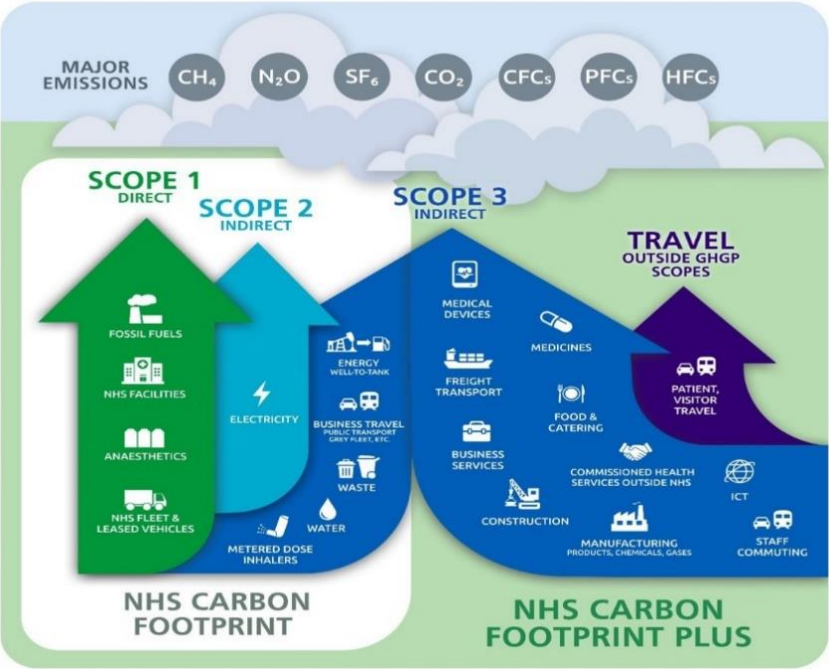 MAJOR
EMISSIONS
CH₄
N₂O
SF₆
CO₂
CFCs
PFCs
HFCs
SCOPE 1
DIRECT
FOSSIL FUELS
NHS FACILITIES
ANAESTHETICS
NHS FLEET &
LEASED VEHICLES
SCOPE 2
INDIRECT
ELECTRICITY
SCOPE 3
INDIRECT
ENERGY
WELL-TO-TANK
BUSINESS TRAVEL
PUBLIC TRANSPORT
GREY FLEET, ETC.
WASTE
WATER
METERED DOSE
INHALERS
MEDICAL
DEVICES
FREIGHT
TRANSPORT
BUSINESS
SERVICES
CONSTRUCTION
MEDICINES
FOOD &
CATERING
COMMISSIONED HEALTH
SERVICES OUTSIDE NHS
MANUFACTURING
PRODUCTS, CHEMICALS, GASES
ICT
STAFF
COMMUTING
TRAVEL
OUTSIDE GHGP
SCOPES
PATIENT,
VISITOR
TRAVEL
NHS CARBON
FOOTPRINT
NHS CARBON
FOOTPRINT PLUS